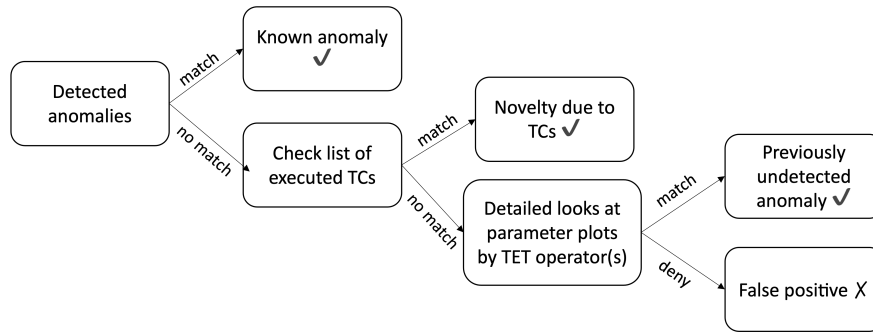 Detected
anomalies
match
Known anomaly
✓
no match
Check list of
executed TCs
match
Novelty due to
TCs ✓
no match
Detailed looks at
parameter plots
by TET operator(s)
match
Previously
undetected
anomaly ✓
deny
False positive ✗